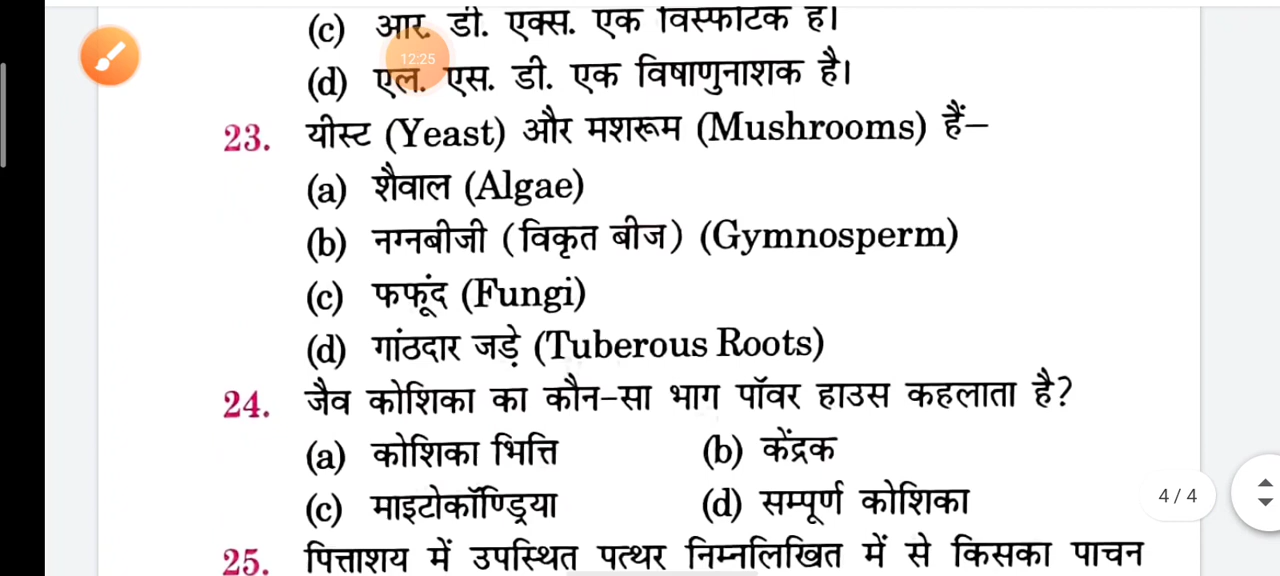 (c) आर. डी. एक्स. एक विस्फोटक है।
12:25
(d) एल. एस. डी. एक विषाणुनाशक है।
23. यीस्ट (Yeast) और मशरूम (Mushrooms) हैं–
(a) शैवाल (Algae)
(b) नग्नबीजी (विकृत बीज) (Gymnosperm)
(c) फफूंद (Fungi)
(d) गांठदार जड़े (Tuberous Roots)
24. जैव कोशिका का कौन-सा भाग पॉवर हाउस कहलाता है?
(a) कोशिका भित्ति (b) केंद्रक
(c) माइटोकॉण्ड्रिया (d) सम्पूर्ण कोशिका
4 / 4
25. पित्ताशय में उपस्थित पत्थर निम्नलिखित में से किसका पाचन